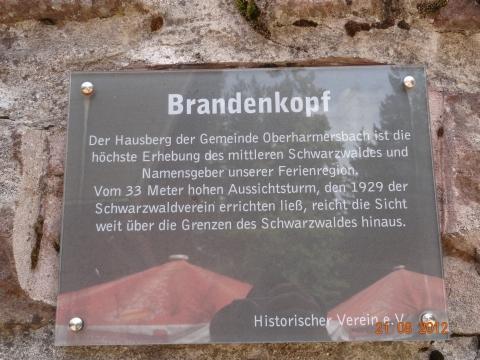 Brandenkopf
Der Hausberg der Gemeinde Oberharmersbach ist die
höchste Erhebung des mittleren Schwarzwaldes und
Namensgeber unserer Ferienregion.
Vom 33 Meter hohen Aussichtsturm, den 1929 der
Schwarzwaldverein errichten ließ, reicht die Sicht
weit über die Grenzen des Schwarzwaldes hinaus.
Historischer Verein e.V.
21 08 2012